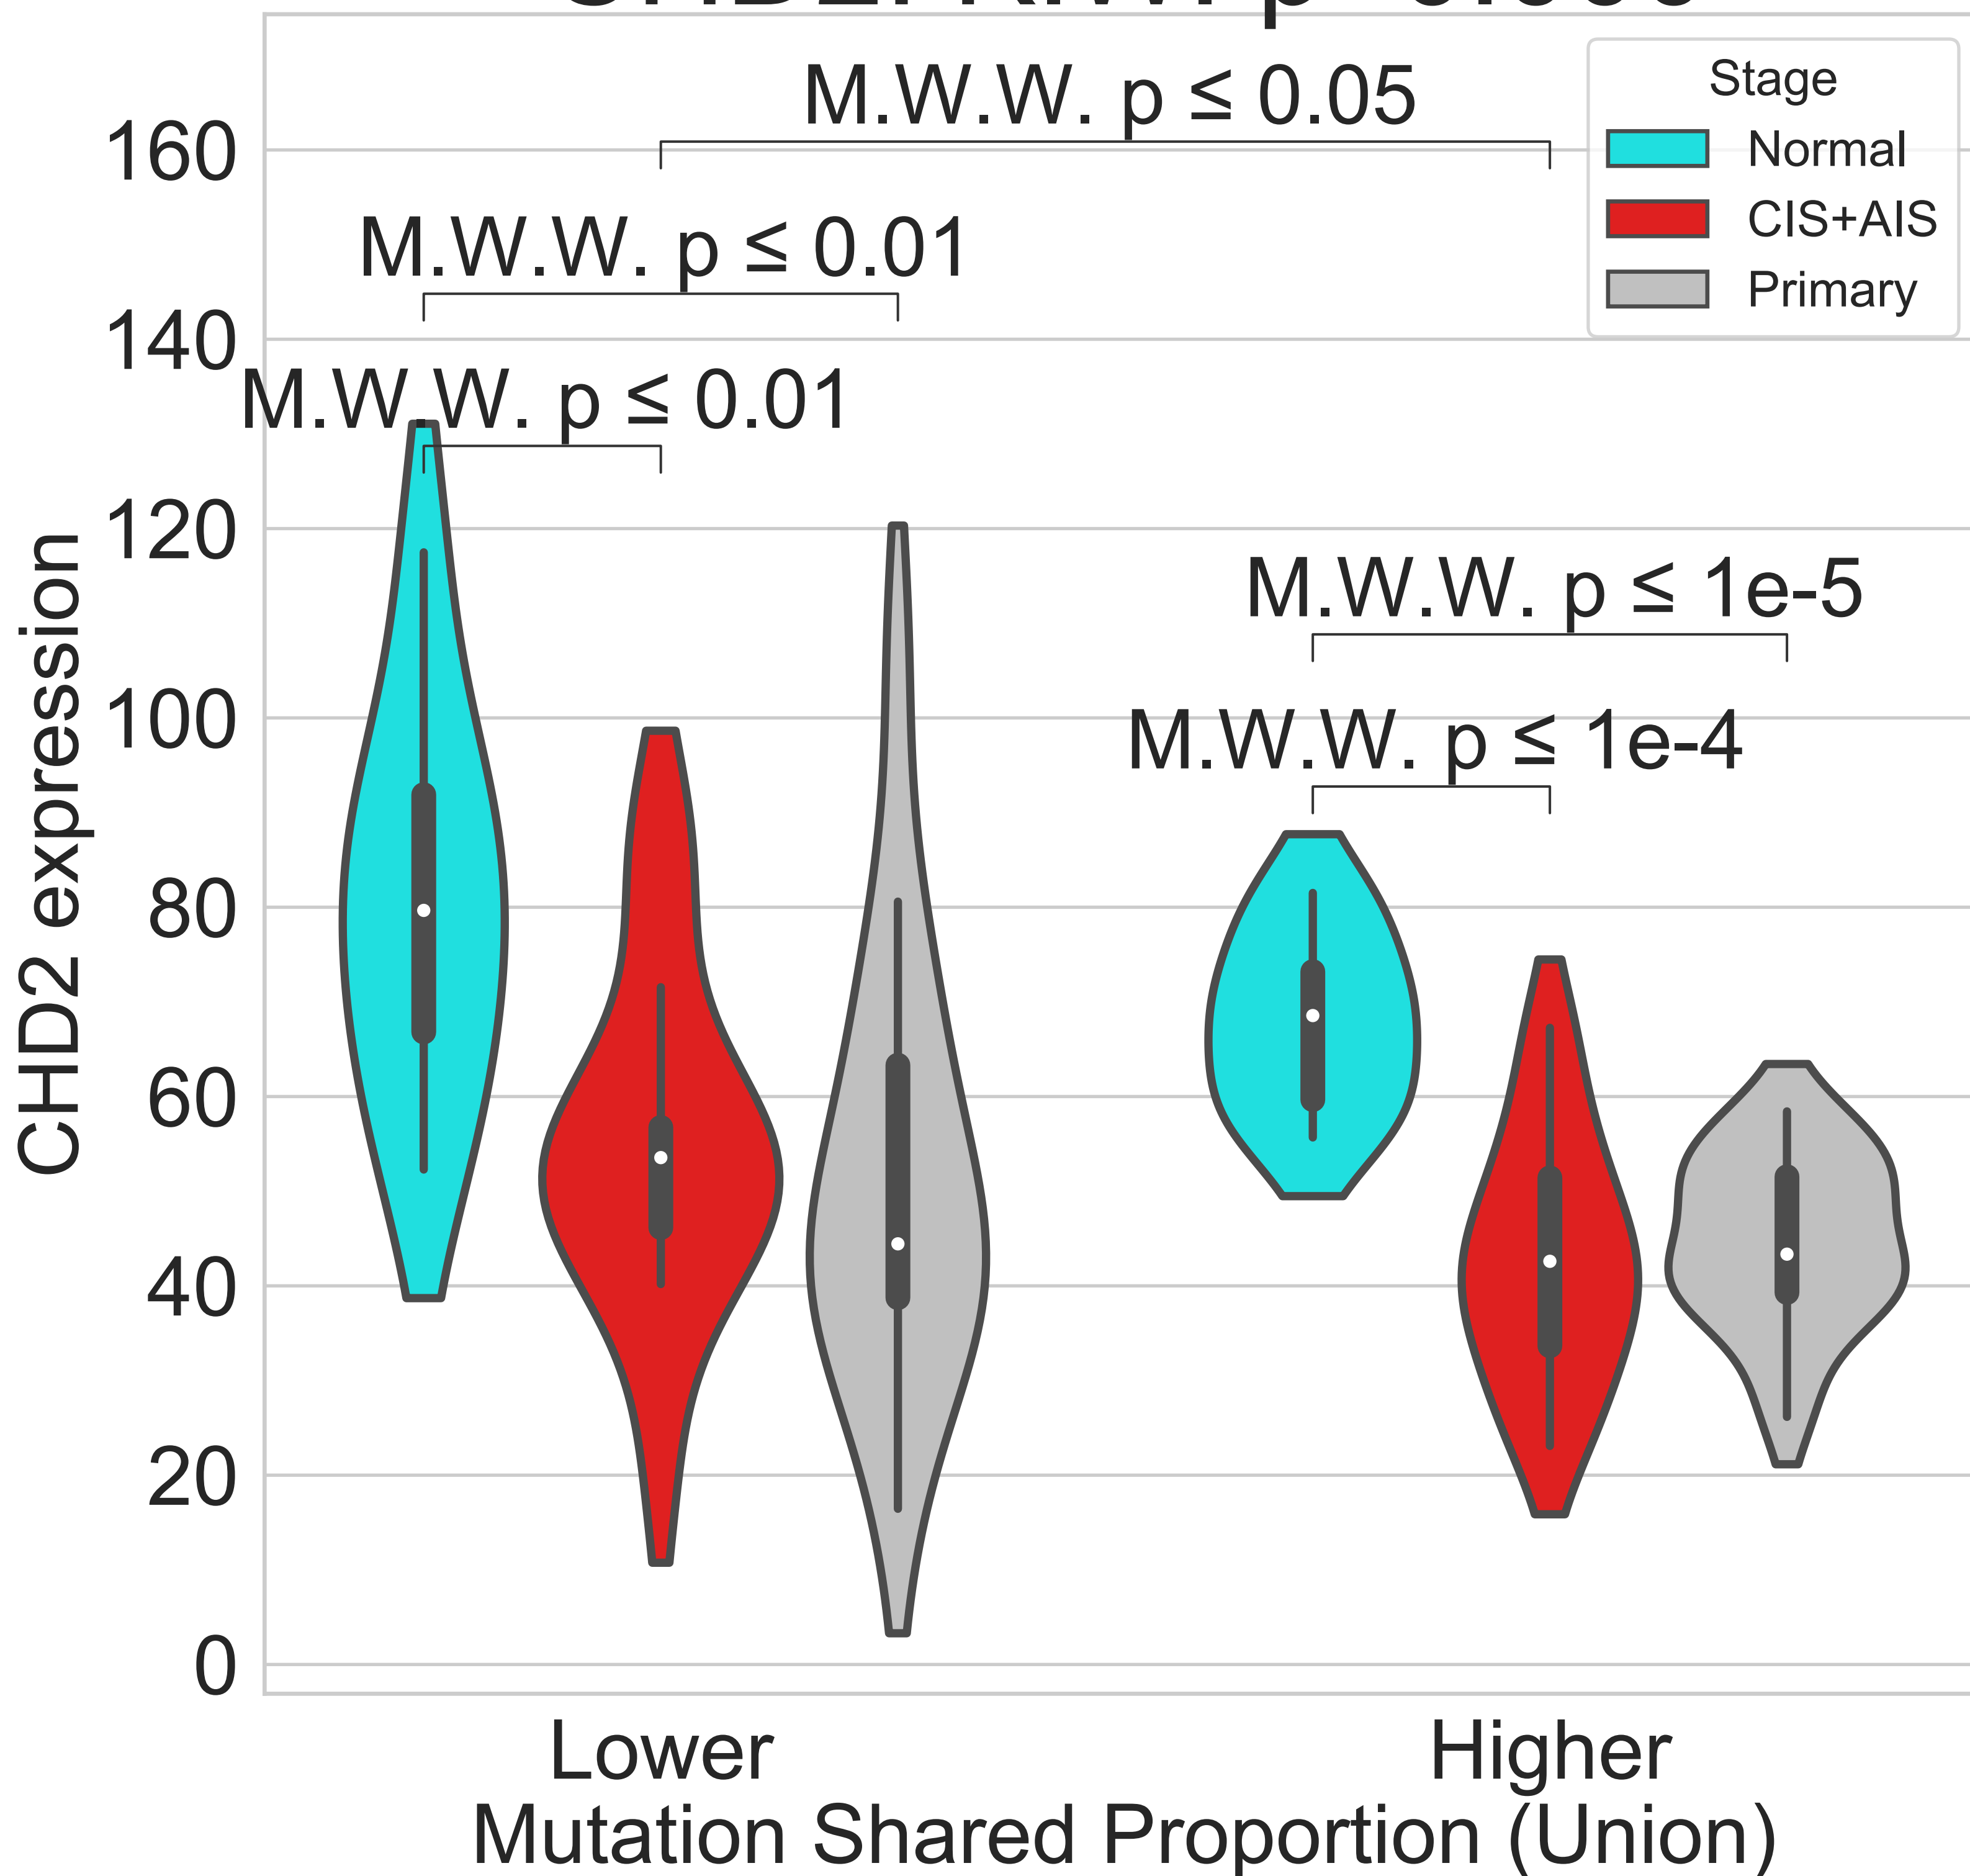 M.W.W. p ≤ 0.05
Stage
Normal
CIS+AIS
Primary
M.W.W. p ≤ 0.01
M.W.W. p ≤ 0.01
M.W.W. p ≤ 1e-5
M.W.W. p ≤ 1e-4
160
140
120
100
80
60
40
20
0
CHD2 expression
Lower
Higher
Mutation Shared Proportion (Union)